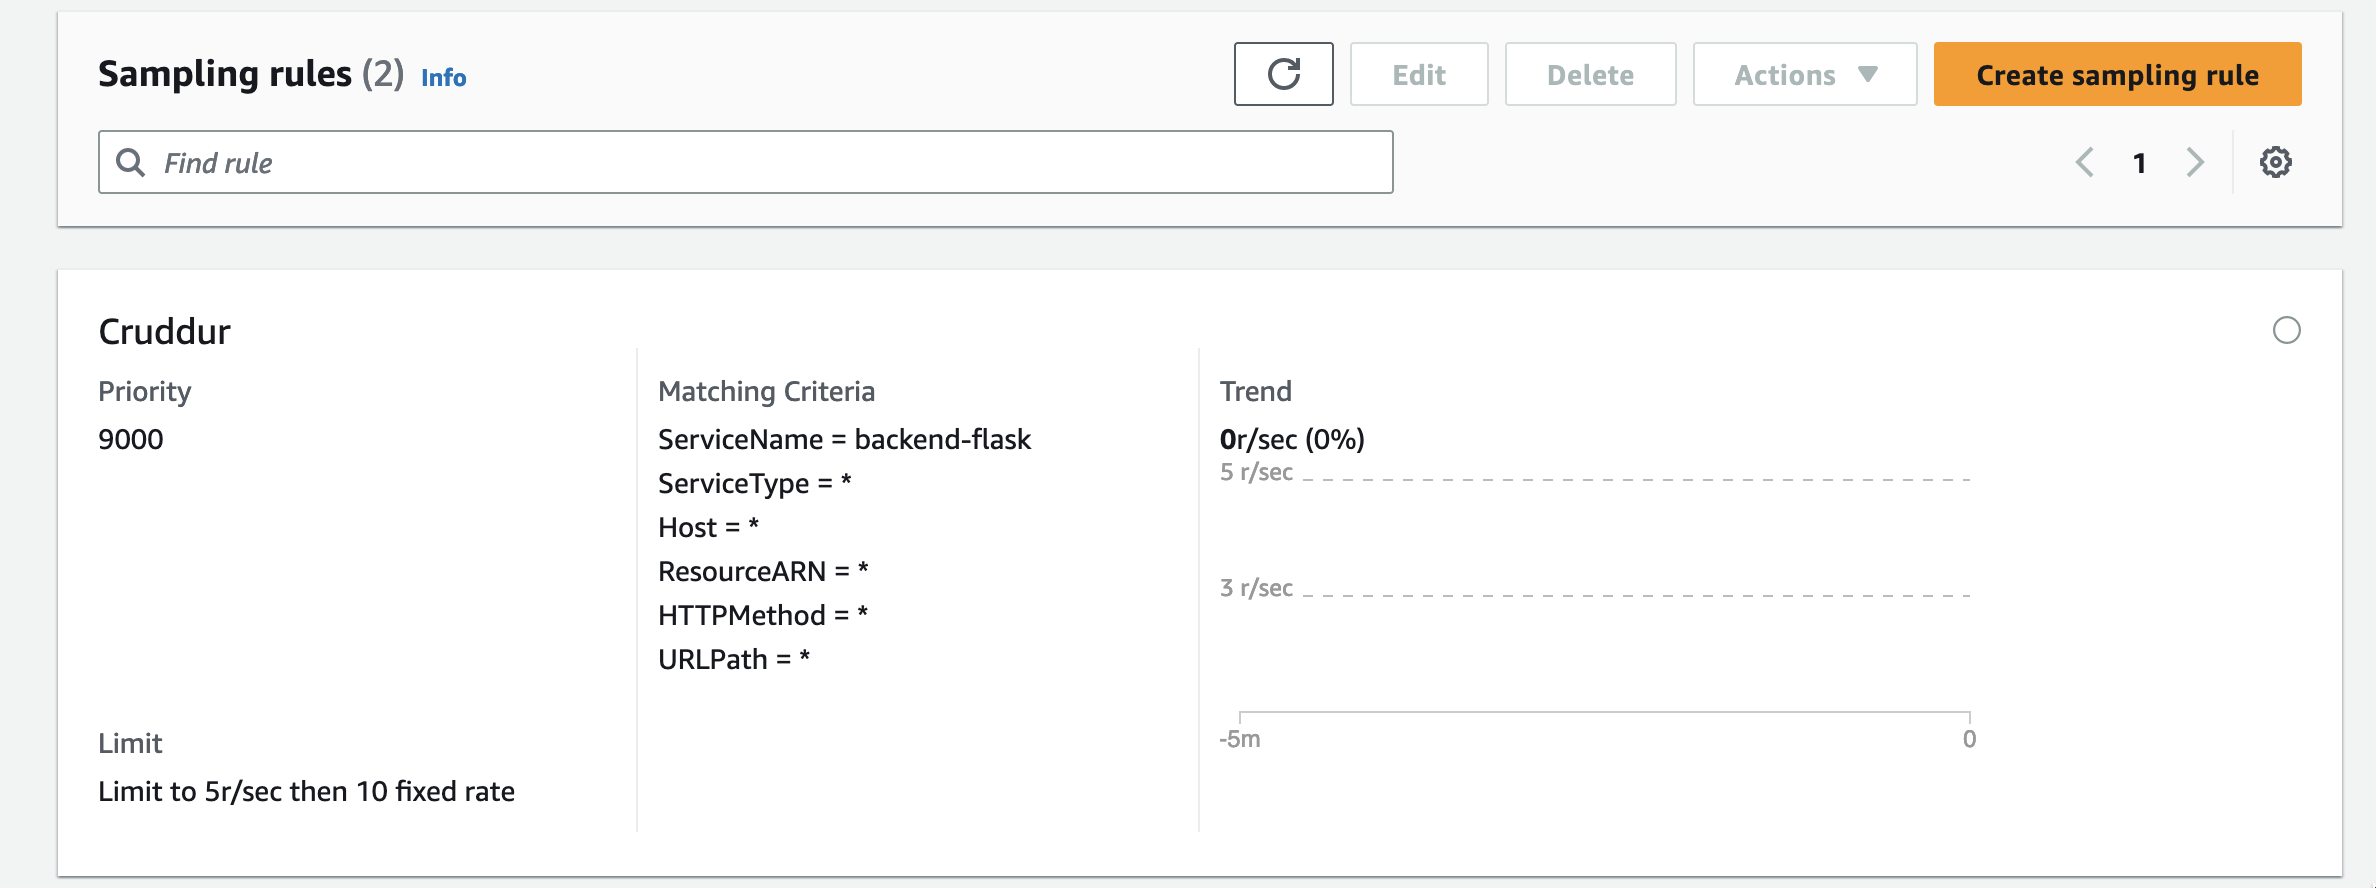 Sampling rules (2) Info
Edit
Delete
Actions
Create sampling rule
Find rule
1
Cruddur
Priority
9000
Limit
Limit to 5r/sec then 10 fixed rate
Matching Criteria
ServiceName = backend-flask
ServiceType = *
Host = *
ResourceARN = *
HTTPMethod = *
URLPath = *
Trend
0r/sec (0%)
5 r/sec
3 r/sec
-5m
0